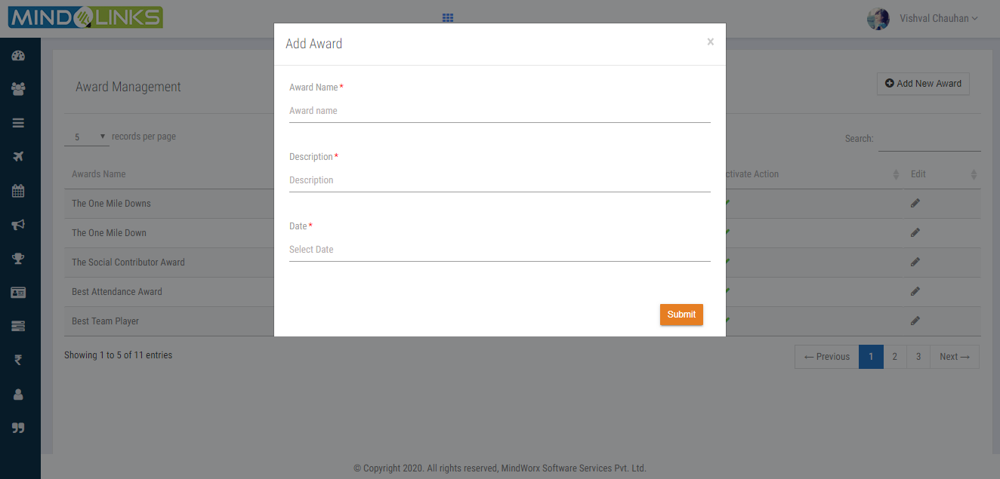 MINDLINKS
Vishval Chauhan
Add Award
×
Award Management
Add New Award
Award Name *
Award name
5 records per page
Search:
Description *
Description
Awards Name
ctivate Action
Edit
The One Mile Downs
The One Mile Down
Date *
Select Date
The Social Contributor Award
Best Attendance Award
Best Team Player
Submit
Showing 1 to 5 of 11 entries
← Previous 1 2 3 Next →
© Copyright 2020. All rights reserved, MindWorx Software Services Pvt. Ltd.